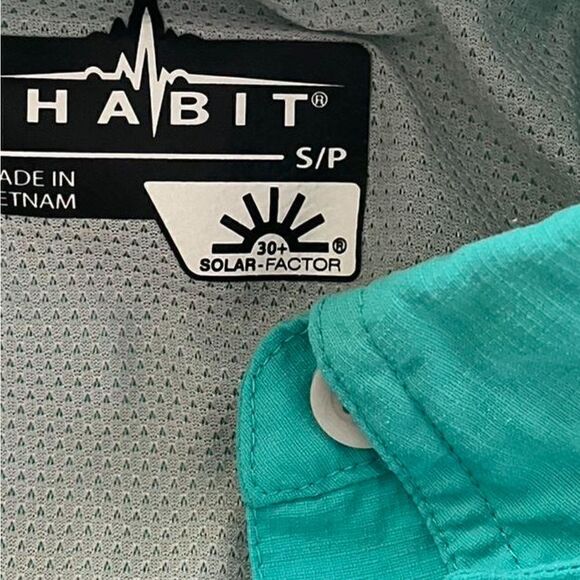 HABIT®
S/P
ADE IN
ETNAM
30+
SOLAR-FACTOR®